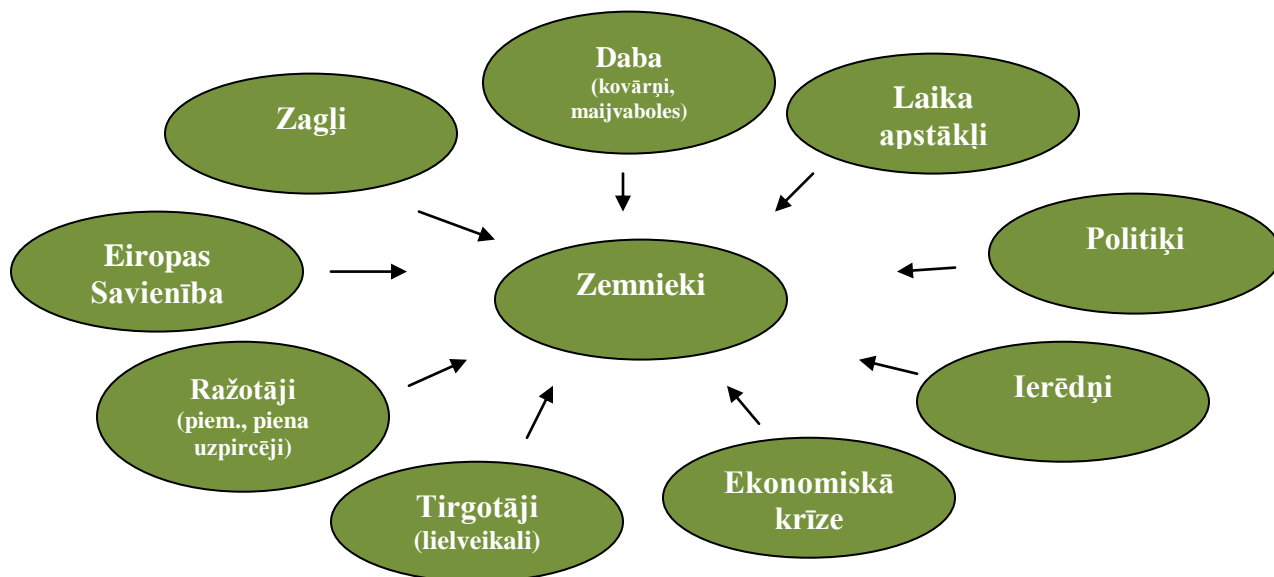 Daba
(kovārņi,
maijvaboles)
Laika
apstākļi
Zagļi
Politiķi
Eiropas
Savienība
Zemnieki
Ražotāji
(piem., piena
uzpircēji)
Ierēdņi
Tirgotāji
(lielveikali)
Ekonomiskā
krīze